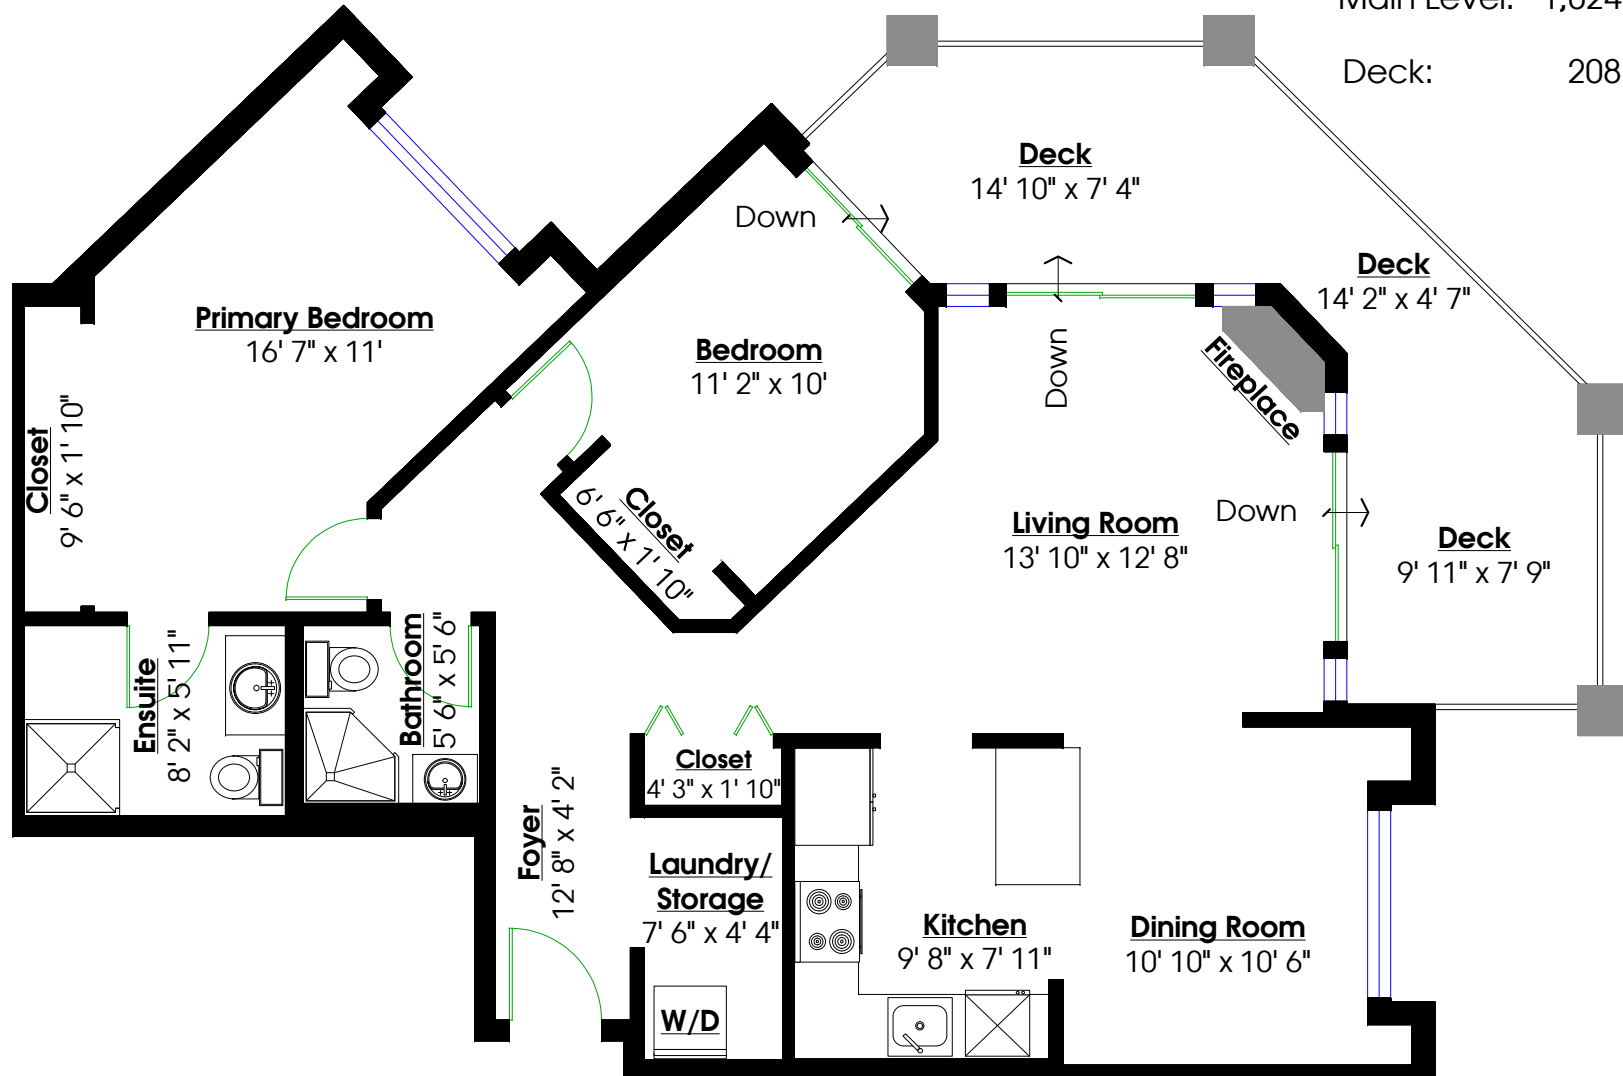 Main Level: 1,024
Deck: 208
Deck
14' 10" x 7' 4"
Down
Deck
14' 2" x 4' 7"
Primary Bedroom
16' 7" x 11'
Bedroom
11' 2" x 10'
Down
Fireplace
Closet
9' 6" x 1' 10"
Closet
6' 6" x 1' 10"
Living Room
13' 10" x 12' 8"
Down
Deck
9' 11" x 7' 9"
Ensuite
8' 2" x 5' 11"
Bathroom
5' 6" x 5' 6"
Closet
4' 3" x 1' 10"
Foyer
12' 8" x 4' 2"
Laundry/
Storage
7' 6" x 4' 4"
Kitchen
9' 8" x 7' 11"
Dining Room
10' 10" x 10' 6"
W/D